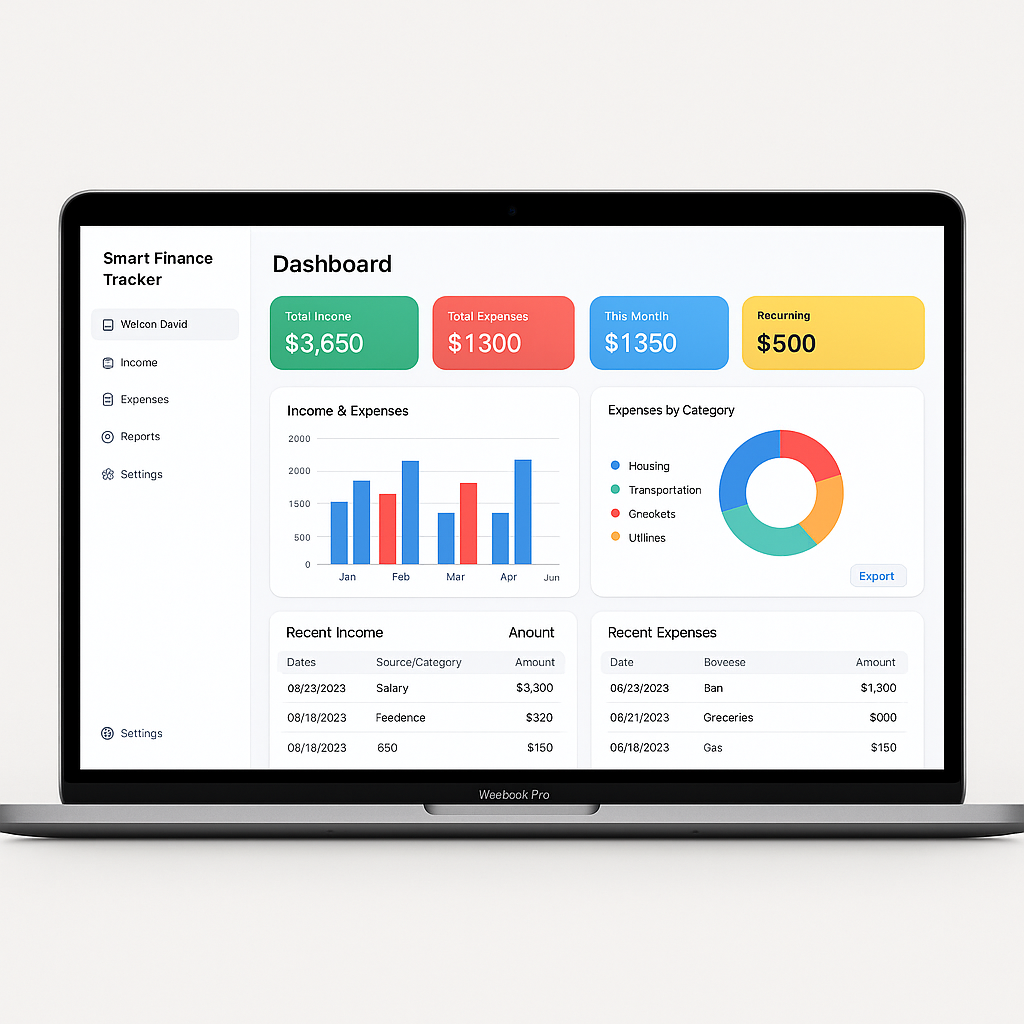 Smart Finance
Tracker
Welcon David
Income
Expenses
Reports
Settings
Settings
Dashboard
Total Incone
$3,650
Total Expenses
$1300
This Montlh
$1350
Recurning
$500
Income & Expenses
2000
2000
1500
500
0
Jan Feb Mar Apr Jun
Expenses by Category
Housing
Transportation
Gneokets
Utllines
Export
Recent Income Anount
Dates Source/Category Amount
08/23/2023 Salary $3,300
08/18/2023 Feedence $320
08/18/2023 650 $150
Recent Expenses
Date Boveese Amount
06/23/2023 Ban $1,300
06/21/2023 Greceries $000
06/18/2023 Gas $150
Weebook Pro